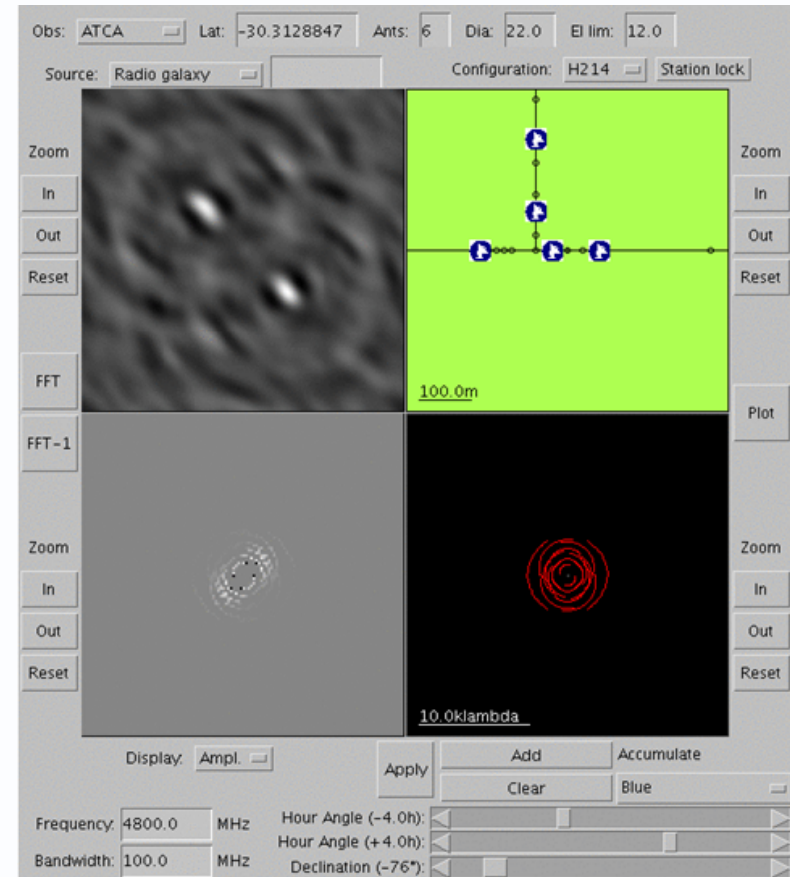 Obs: ATCA Lat: -30.3128847 Ants: 6 Dia: 22.0 El lim: 12.0
Source: Radio galaxy Configuration: H214 Station lock
Zoom Zoom
In In
Out Out
Reset Reset
FFT
100.0m
Plot
FFT-1
Zoom Zoom
In In
Out Out
Reset Reset
10.0klambda
Display: Ampl. Apply Add Accumulate
Clear Blue
Frequency: 4800.0 MHz Hour Angle (-4.0h):
Hour Angle (+4.0h):
Bandwidth: 100.0 MHz Declination (-76°):